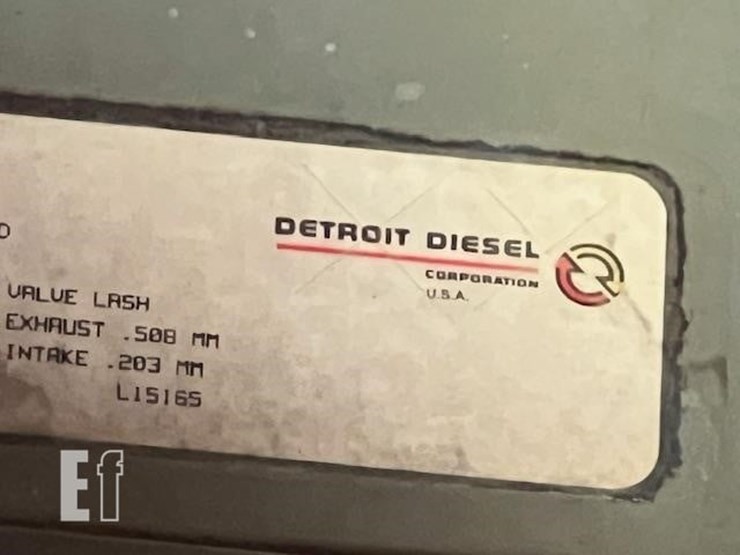 DETROIT DIESEL
CORPORATION
U.S.A.
D
VALVE LASH
EXHAUST .508 MM
INTAKE .203 MM
L15165
Ef